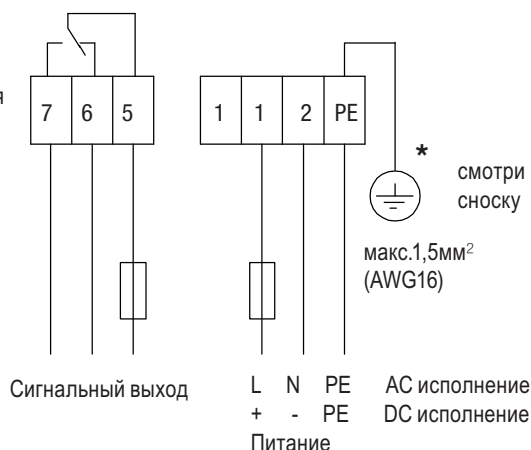 я
7 6 5
1 1 2 PE
*
смотри
сноску
макс.1,5мм²
(AWG16)
Сигнальный выход
L N PE AC исполнение
+ - PE DC исполнение
Питание